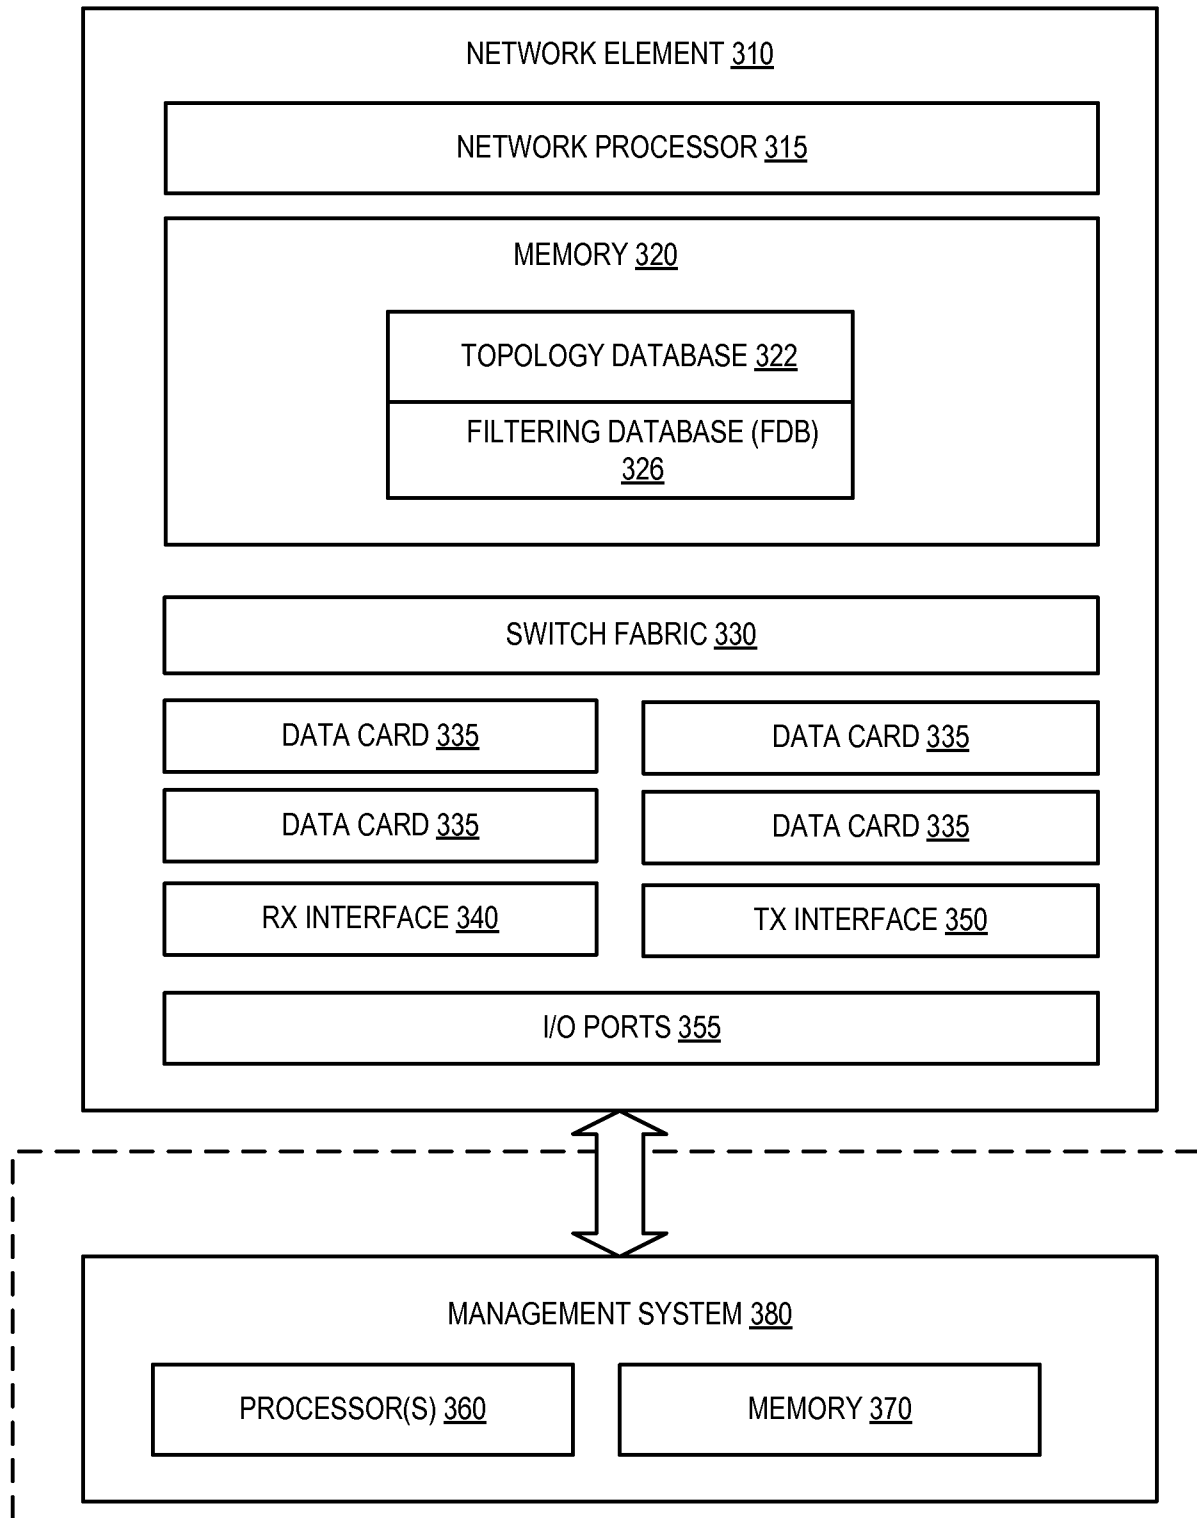 NETWORK ELEMENT 310
NETWORK PROCESSOR 315
MEMORY 320
TOPOLOGY DATABASE 322
FILTERING DATABASE (FDB)
326
SWITCH FABRIC 330
DATA CARD 335
DATA CARD 335
DATA CARD 335
DATA CARD 335
RX INTERFACE 340
TX INTERFACE 350
I/O PORTS 355
MANAGEMENT SYSTEM 380
PROCESSOR(S) 360
MEMORY 370